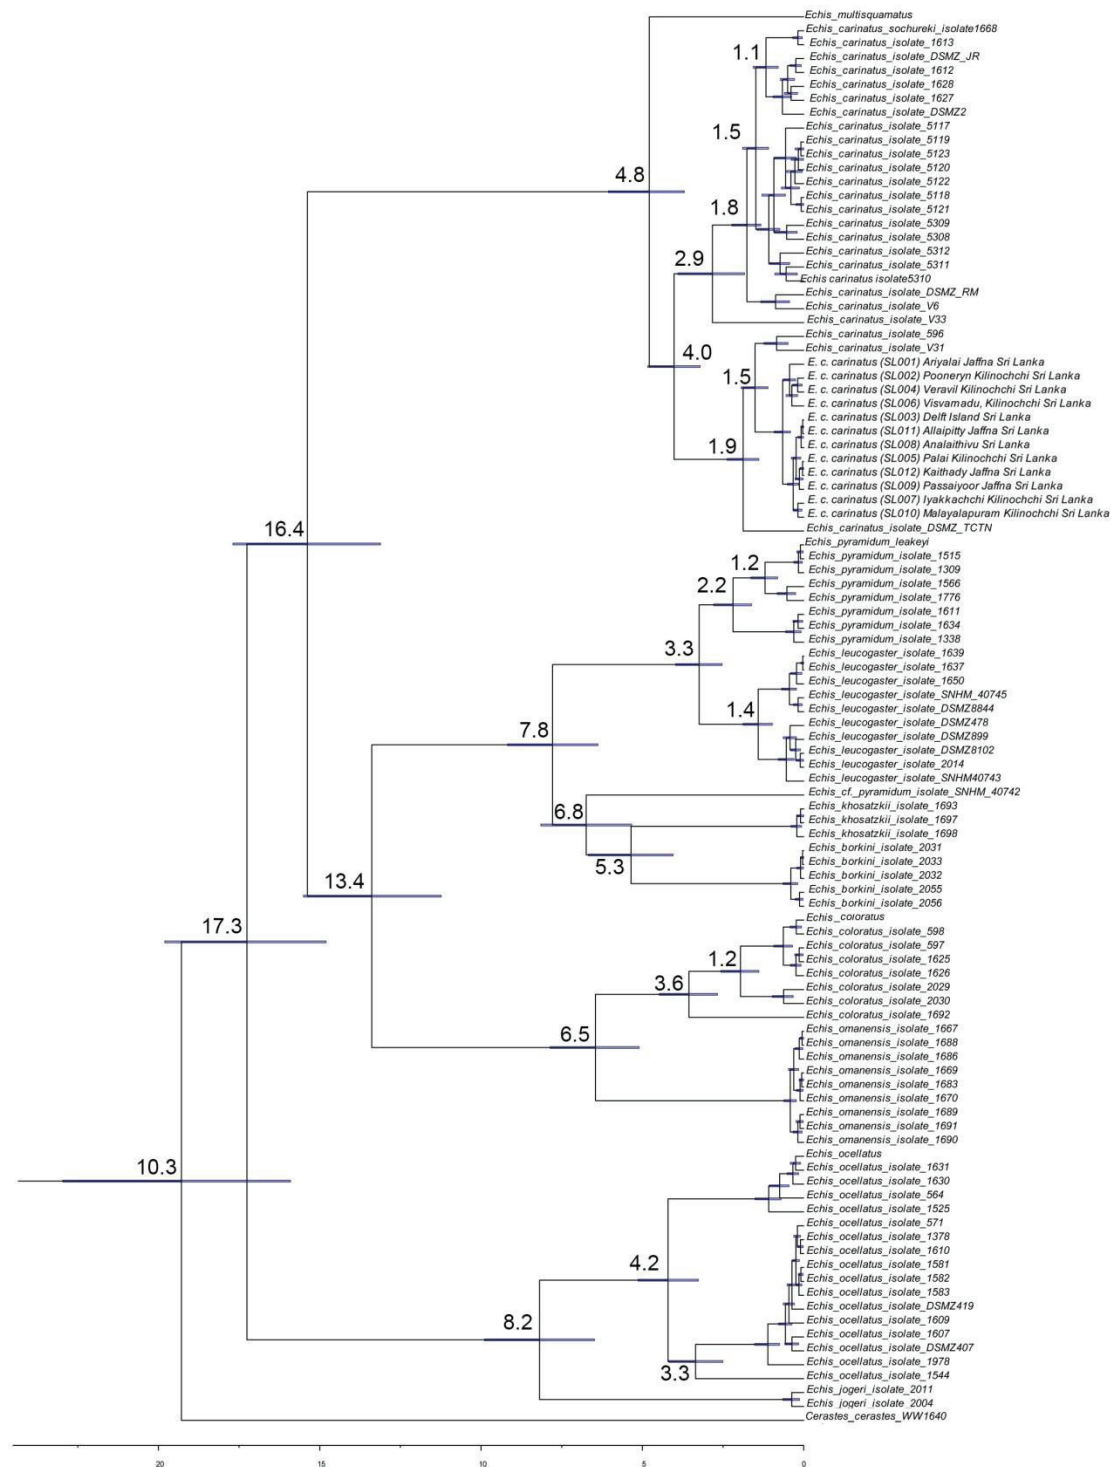 Echis_multisquamatus
Echis_carinatus_sochureki_isolate1668
Echis_carinatus_isolate_1613
1.1
Echis_carinatus_isolate_DSMZ_JR
Echis_carinatus_isolate_1612
Echis_carinatus_isolate_1628
Echis_carinatus_isolate_1627
Echis_carinatus_isolate_DSMZ2
Echis_carinatus_isolate_5117
1.5
Echis_carinatus_isolate_5119
Echis_carinatus_isolate_5123
Echis_carinatus_isolate_5120
4.8
Echis_carinatus_isolate_5122
Echis_carinatus_isolate_5118
1.8
Echis_carinatus_isolate_5121
Echis_carinatus_isolate_5309
Echis_carinatus_isolate_5308
Echis_carinatus_isolate_5312
2.9
Echis_carinatus_isolate_5311
Echis carinatus isolate5310
Echis_carinatus_isolate_DSMZ_RM
Echis_carinatus_isolate_V6
Echis_carinatus_isolate_V33
Echis_carinatus_isolate_596
Echis_carinatus_isolate_V31
4.0
E. c. carinatus (SL001) Ariyalai Jaffna Sri Lanka
1.5
E. c. carinatus (SL002) Pooneryn Kilinochchi Sri Lanka
E. c. carinatus (SL004) Veravil Kilinochchi Sri Lanka
E. c. carinatus (SL006) Visvamadu, Kilinochchi Sri Lanka
E. c. carinatus (SL003) Delft Island Sri Lanka
E. c. carinatus (SL011) Allaipitty Jaffna Sri Lanka
1.9
E. c. carinatus (SL008) Analaithivu Sri Lanka
E. c. carinatus (SL005) Palai Kilinochchi Sri Lanka
E. c. carinatus (SL012) Kaithady Jaffna Sri Lanka
E. c. carinatus (SL009) Passaiyoor Jaffna Sri Lanka
E. c. carinatus (SL007) Iyakkachchi Kilinochchi Sri Lanka
E. c. carinatus (SL010) Malayalapuram Kilinochchi Sri Lanka
16.4
Echis_carinatus_isolate_DSMZ_TCTN
Echis_pyramidum_leakeyi
Echis_pyramidum_isolate_1515
1.2
Echis_pyramidum_isolate_1309
2.2
Echis_pyramidum_isolate_1566
Echis_pyramidum_isolate_1776
Echis_pyramidum_isolate_1611
Echis_pyramidum_isolate_1634
Echis_pyramidum_isolate_1338
3.3
Echis_leucogaster_isolate_1639
Echis_leucogaster_isolate_1637
Echis_leucogaster_isolate_1650
Echis_leucogaster_isolate_SNHM_40745
1.4
Echis_leucogaster_isolate_DSMZ8844
Echis_leucogaster_isolate_DSMZ478
7.8
Echis_leucogaster_isolate_DSMZ899
Echis_leucogaster_isolate_DSMZ8102
Echis_leucogaster_isolate_2014
Echis_leucogaster_isolate_SNHM40743
Echis_cf._pyramidum_isolate_SNHM_40742
6.8
Echis_khosatzkii_isolate_1693
Echis_khosatzkii_isolate_1697
Echis_khosatzkii_isolate_1698
Echis_borkini_isolate_2031
5.3
Echis_borkini_isolate_2033
Echis_borkini_isolate_2032
13.4
Echis_borkini_isolate_2055
Echis_borkini_isolate_2056
17.3
Echis_coloratus
Echis_coloratus_isolate_598
Echis_coloratus_isolate_597
1.2
Echis_coloratus_isolate_1625
Echis_coloratus_isolate_1626
3.6
Echis_coloratus_isolate_2029
Echis_coloratus_isolate_2030
Echis_coloratus_isolate_1692
Echis_omanensis_isolate_1667
6.5
Echis_omanensis_isolate_1688
Echis_omanensis_isolate_1686
Echis_omanensis_isolate_1669
Echis_omanensis_isolate_1683
Echis_omanensis_isolate_1670
Echis_omanensis_isolate_1689
Echis_omanensis_isolate_1691
Echis_omanensis_isolate_1690
Echis_ocellatus
10.3
Echis_ocellatus_isolate_1631
Echis_ocellatus_isolate_1630
Echis_ocellatus_isolate_564
Echis_ocellatus_isolate_1525
Echis_ocellatus_isolate_571
Echis_ocellatus_isolate_1378
Echis_ocellatus_isolate_1610
4.2
Echis_ocellatus_isolate_1581
Echis_ocellatus_isolate_1582
Echis_ocellatus_isolate_1583
Echis_ocellatus_isolate_DSMZ419
8.2
Echis_ocellatus_isolate_1609
Echis_ocellatus_isolate_1607
Echis_ocellatus_isolate_DSMZ407
Echis_ocellatus_isolate_1978
3.3
Echis_ocellatus_isolate_1544
Echis_jogeri_isolate_2011
Echis_jogeri_isolate_2004
Cerastes_cerastes_WW1640
20 15 10 5 0